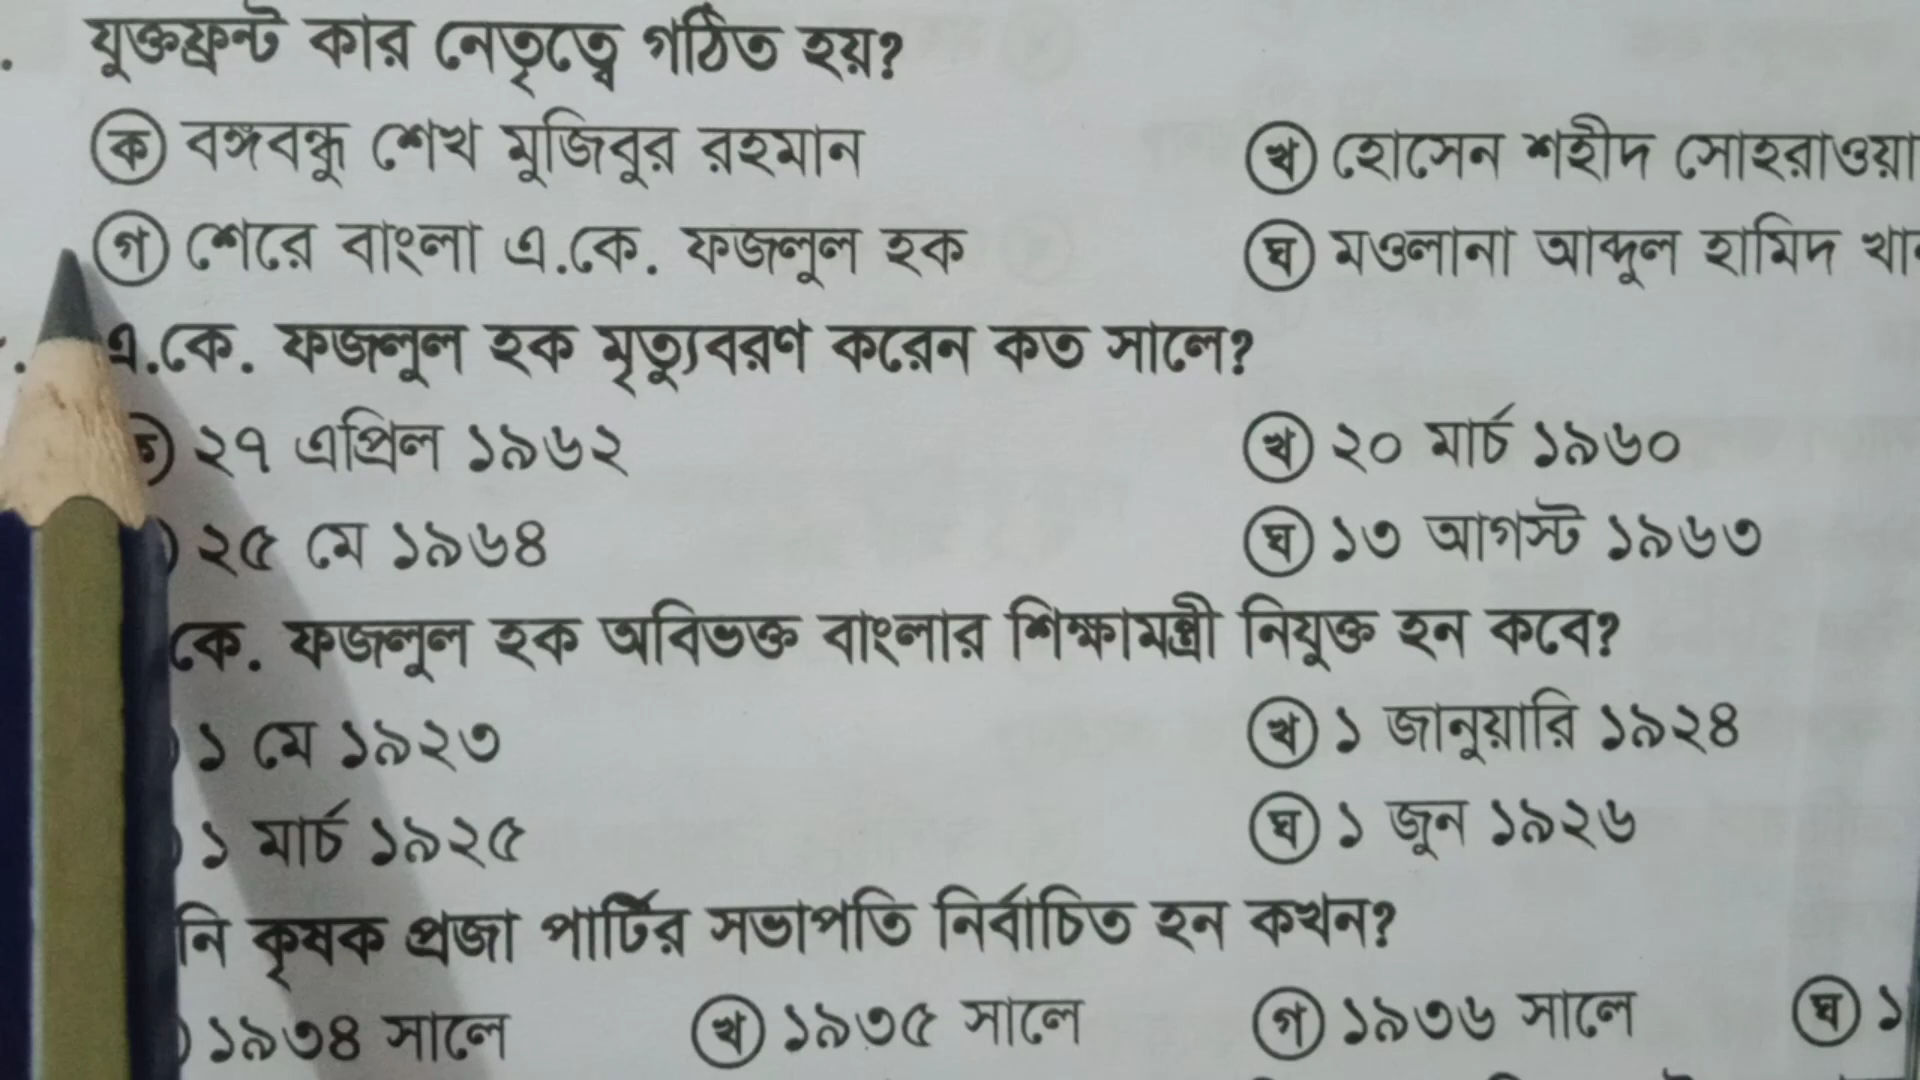 যুক্তফ্রন্ট কার নেতৃত্বে গঠিত হয়?
ক বঙ্গবন্ধু শেখ মুজিবুর রহমান খ হোসেন শহীদ
গ শেরে বাংলা এ.কে. ফজলুল হক ঘ মওলানা আব্দুল হামিদ
এ.কে. ফজলুল হক মৃত্যুবরণ করেন কত সালে?
২৭ এপ্রিল ১৯৬২ খ ২০ মার্চ ১৯৬০
২৫ মে ১৯৬৪ ঘ ১৩ আগস্ট ১৯৬৩
কে. ফজলুল হক অবিভক্ত বাংলার শিক্ষামন্ত্রী নিযুক্ত হন কবে?
১ মে ১৯২৩ খ ১ জানুয়ারি ১৯২৪
১ মার্চ ১৯২৫ ঘ ১ জুন ১৯২৬
নি কৃষক প্রজা পার্টির সভাপতি নির্বাচিত হন কখন?
১৯৩৪ সালে খ ১৯৩৫ সালে গ ১৯৩৬ সালে ঘ